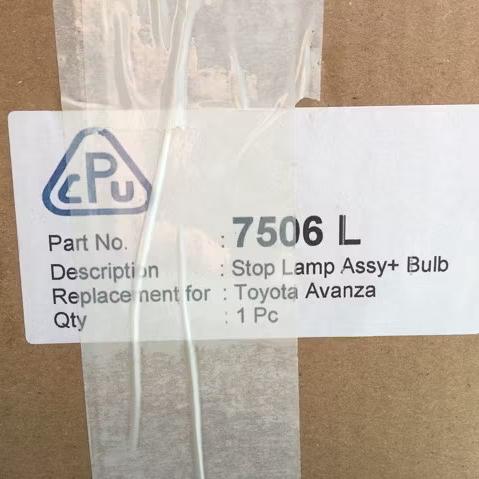 CPU
Part No. : 7506 L
Description : Stop Lamp Assy+ Bulb
Replacement for : Toyota Avanza
Qty : 1 Pc